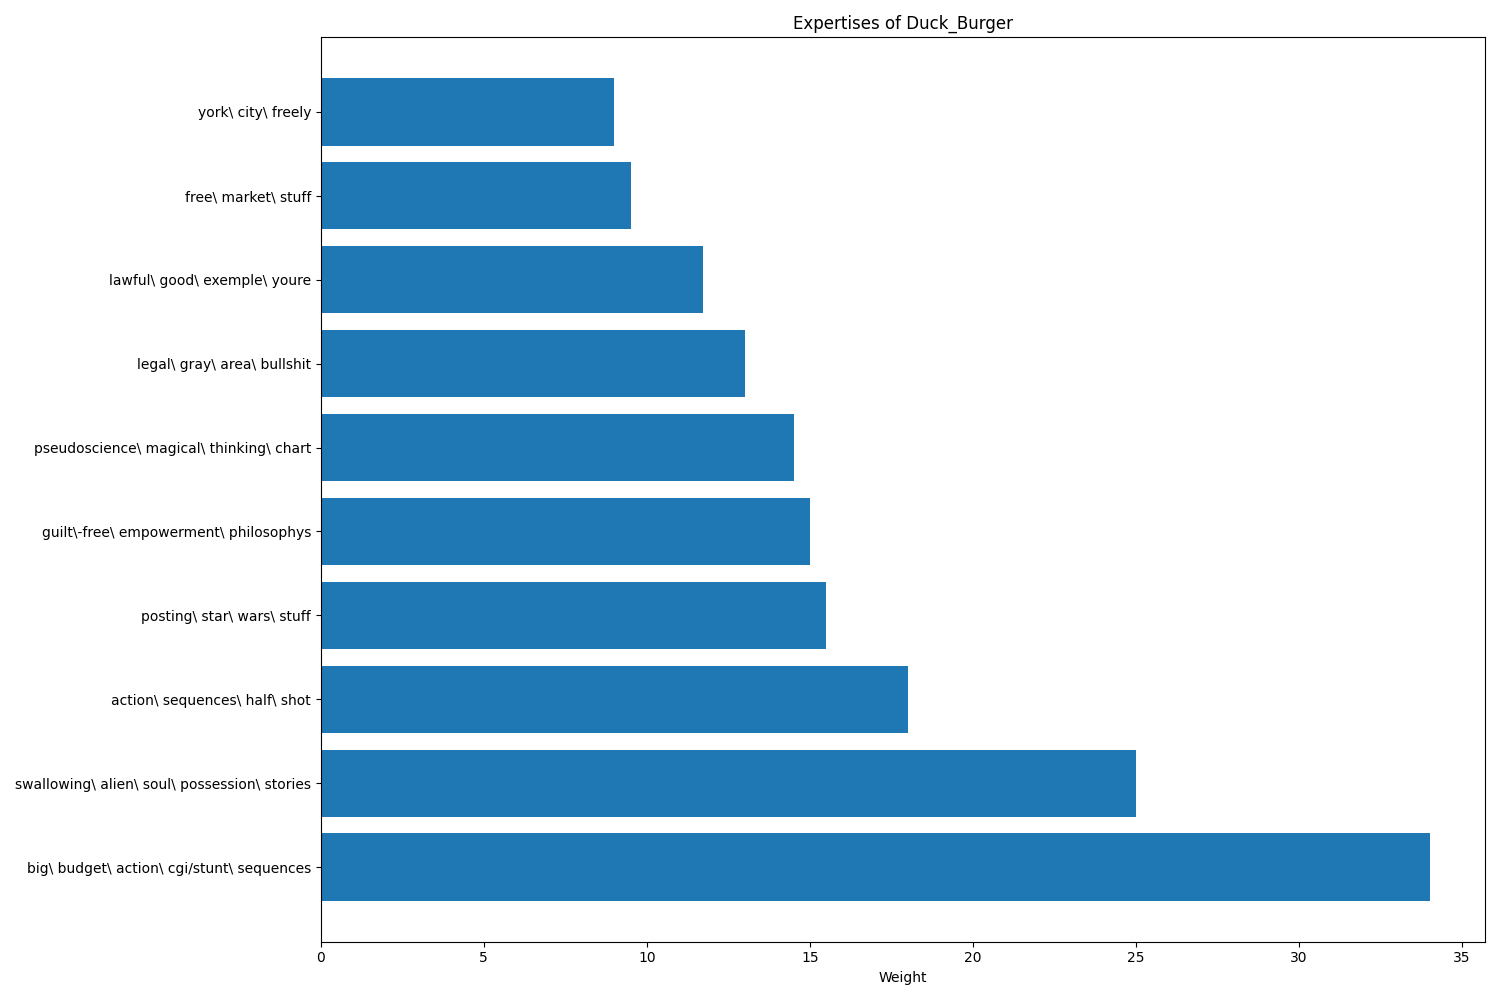 Expertises of Duck_Burger
york\ city\ freely
free\ market\ stuff
lawful\ good\ exemple\ youre
legal\ gray\ area\ bullshit
pseudoscience\ magical\ thinking\ chart
guilt\-free\ empowerment\ philosophys
posting\ star\ wars\ stuff
action\ sequences\ half\ shot
swallowing\ alien\ soul\ possession\ stories
big\ budget\ action\ cgi/stunt\ sequences
0 5 10 15 20 25 30 35
Weight